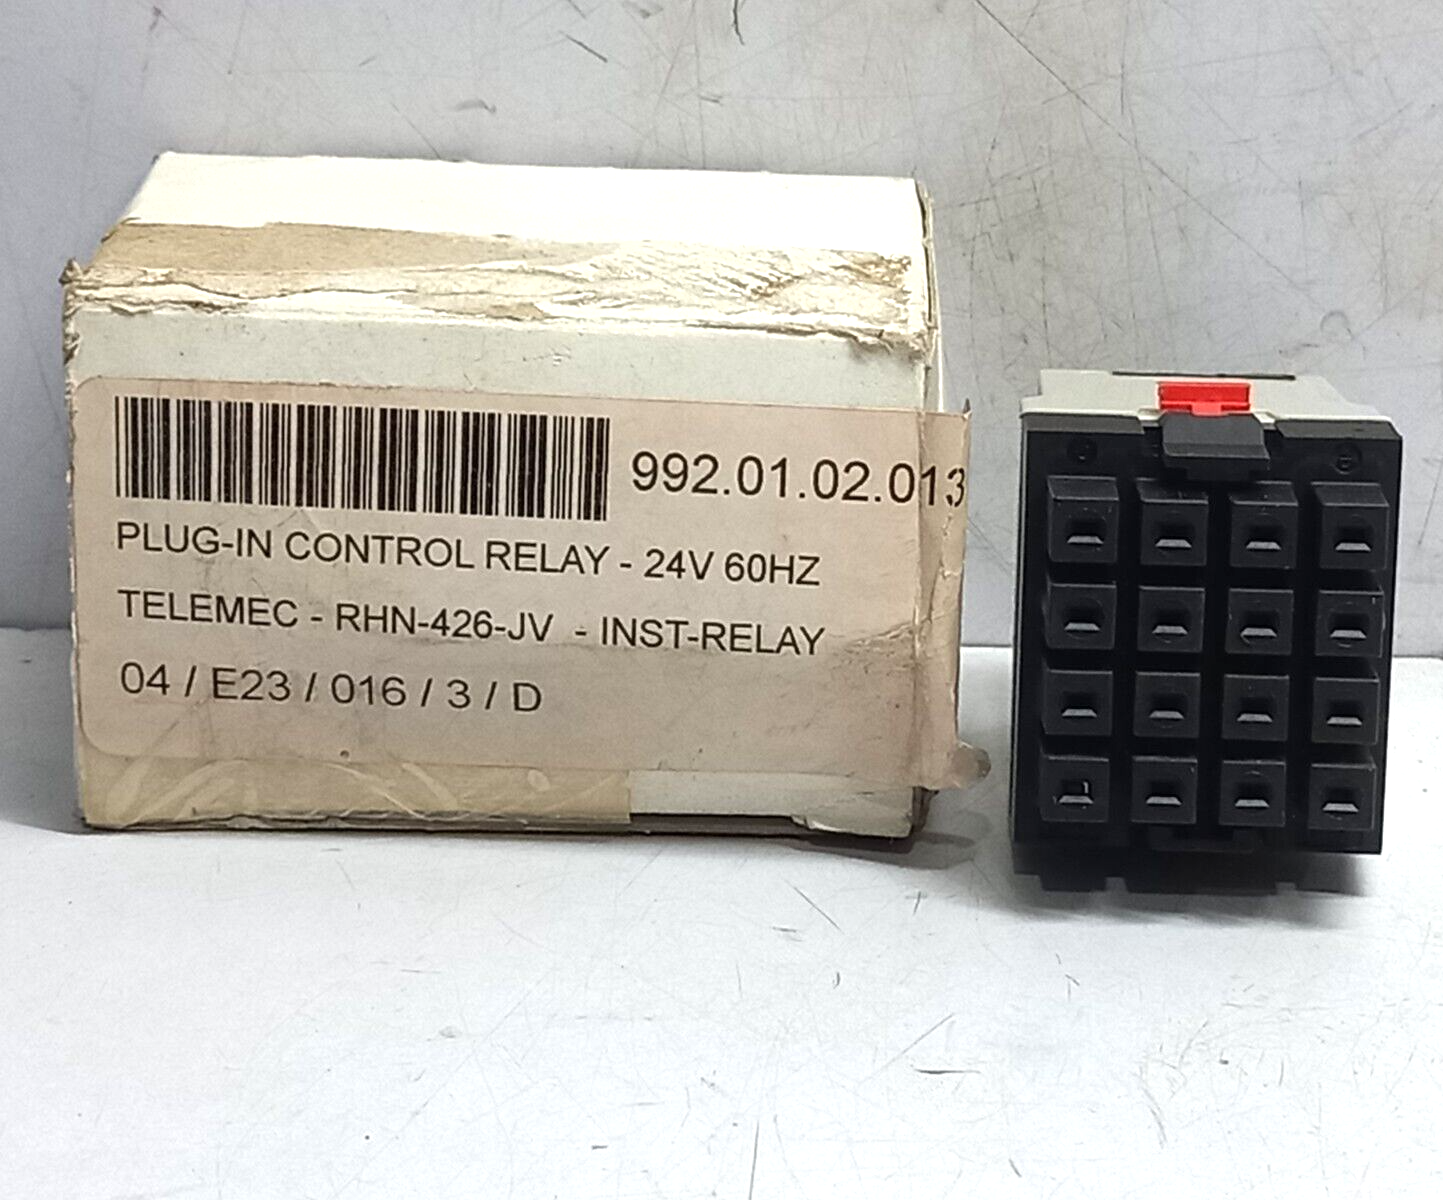 992.01.02.013
PLUG-IN CONTROL RELAY - 24V 60HZ
TELEMEC - RHN-426-JV - INST-RELAY
04 / E23 / 016 / 3 / D